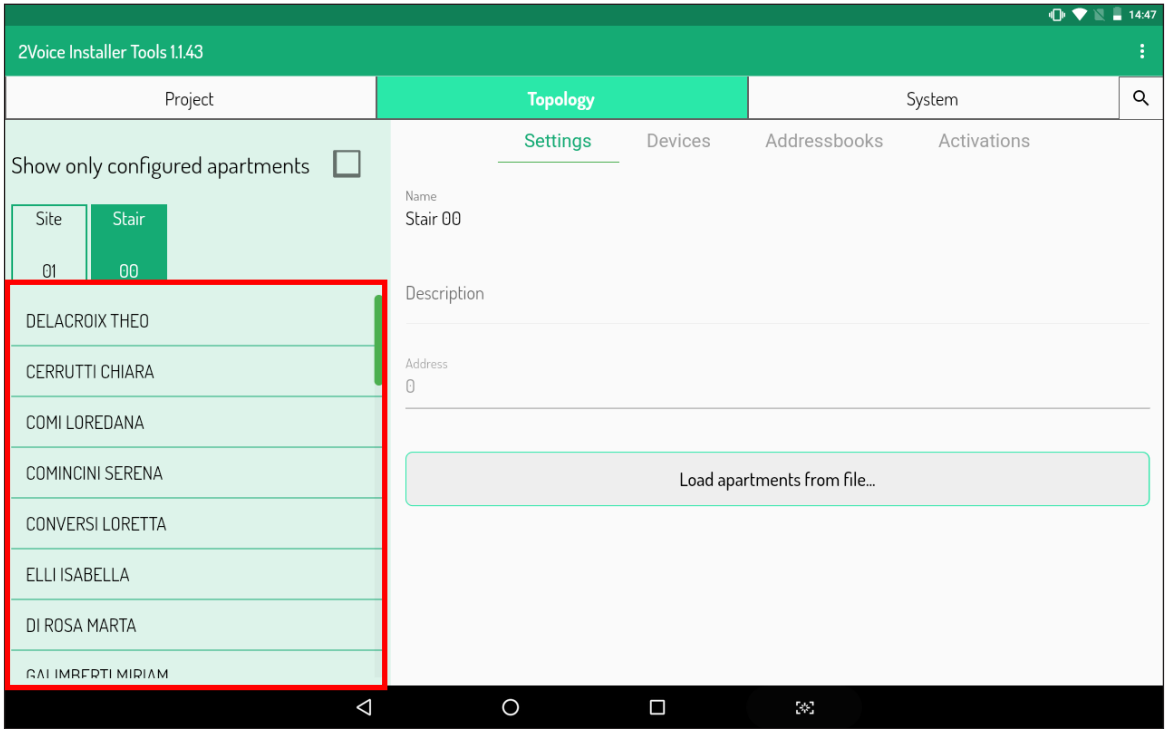 14:47
2Voice Installer Tools 1.1.43
Project Topology System
Settings Devices Addressbooks Activations
Show only configured apartments
Site Stair
01 00
DELACROIX THEO
CERRUTTI CHIARA
COMI LOREDANA
COMINCINI SERENA
CONVERSI LORETTA
ELLI ISABELLA
DI ROSA MARTA
GALIMBERTI MIRIAM
Name
Stair 00
Description
Address
0
Load apartments from file...